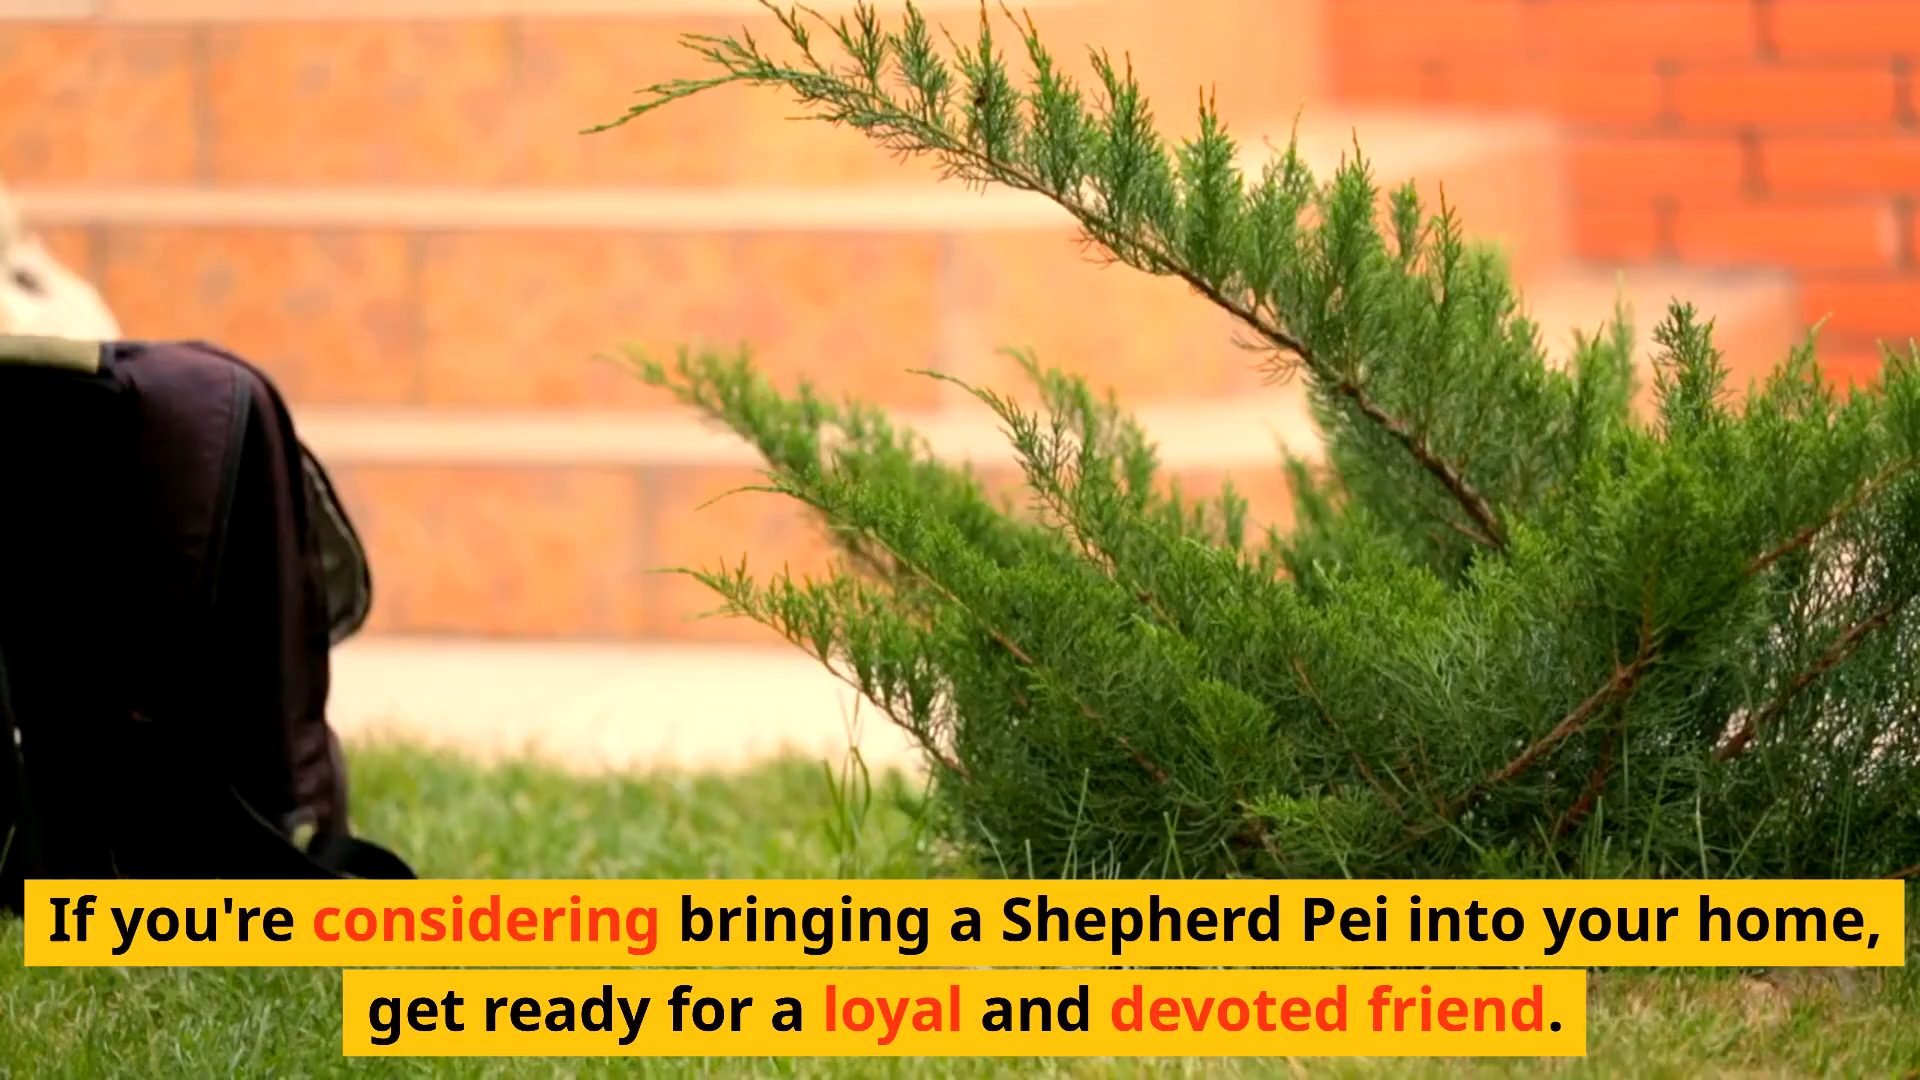 If you're considering bringing a Shepherd Pei into your home,
get ready for a loyal and devoted friend.